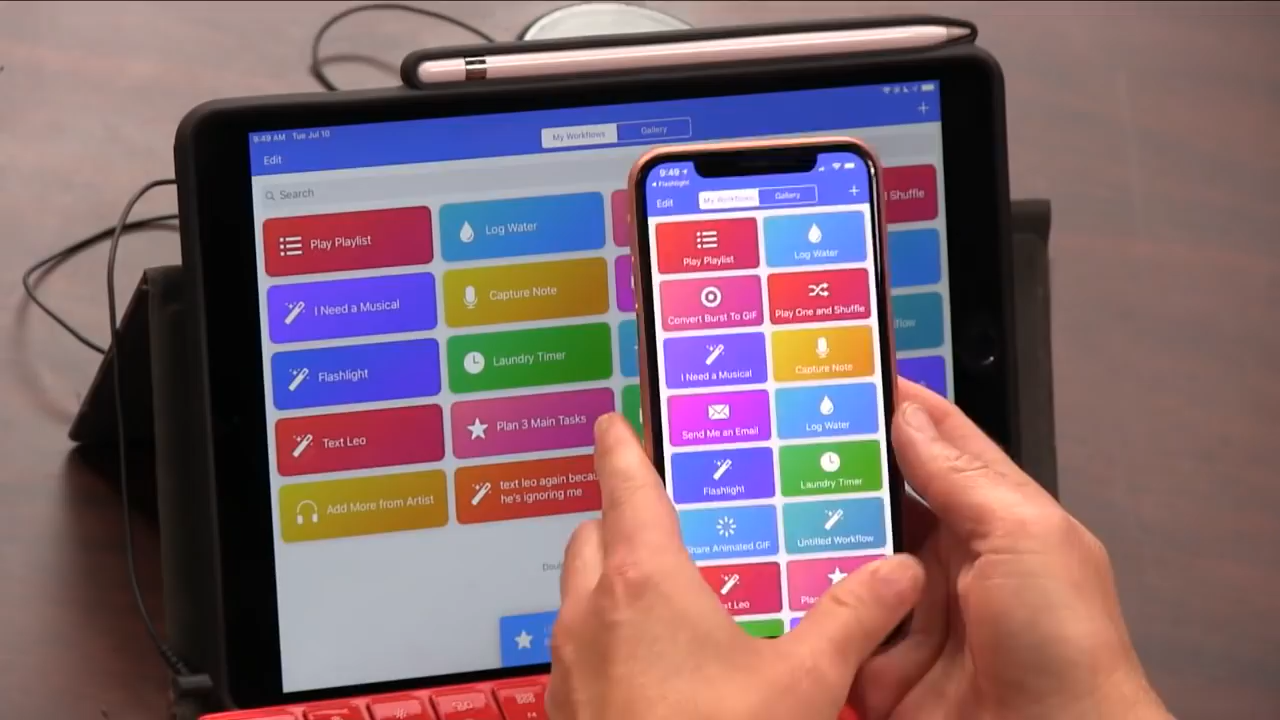 9:49 AM Tue Jul 10
My Workflows
Gallery
Edit
+
Search
Play Playlist
Log Water
Shuffle
I Need a Musical
Capture Note
Flashlight
Laundry Timer
Text Leo
Plan 3 Main Tasks
Add More from Artist
text leo again
he's ignoring me
9:49
Flashlight
Edit
My Workflows
Gallery
+
Play Playlist
Log Water
Convert Burst To GIF
Play One and Shuffle
I Need a Musical
Capture Note
Send Me an Email
Log Water
Flashlight
Laundry Timer
Share Animated GIF
Untitled Workflow
Leo